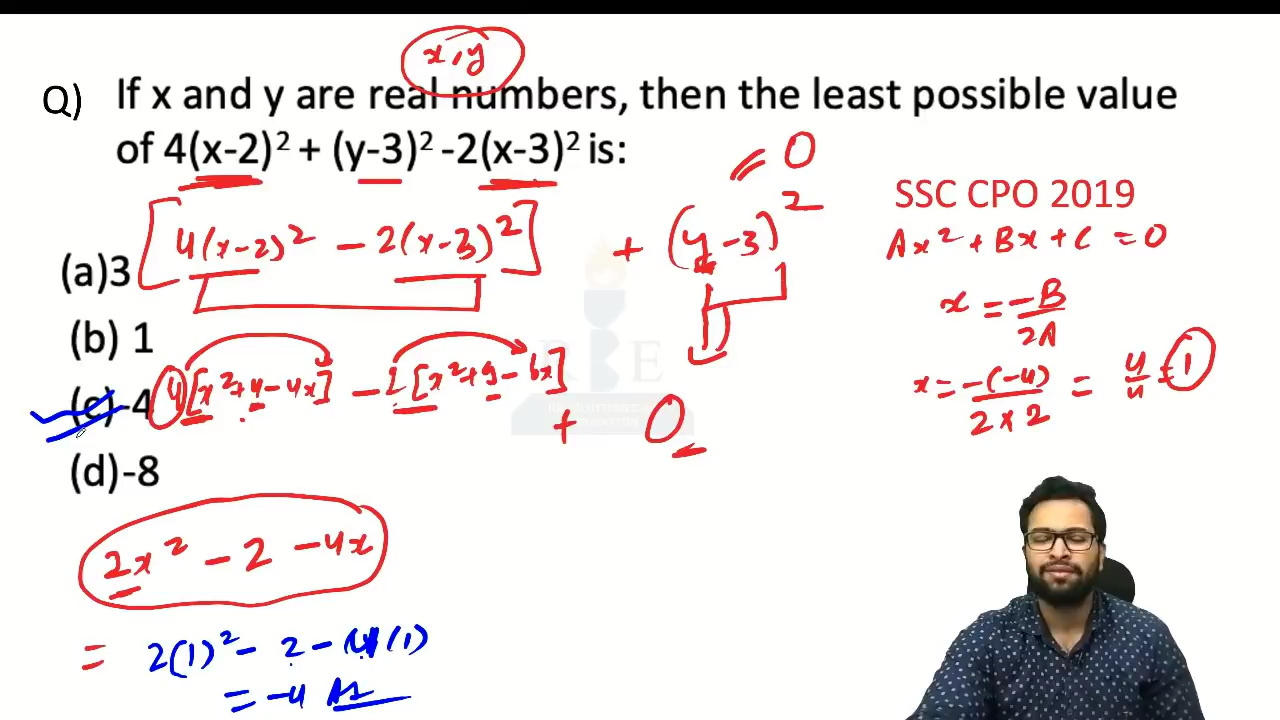 x, y
Q) If x and y are real numbers, then the least possible value
of 4(x-2)² + (y-3)² -2(x-3)² is:
= 0
SSC CPO 2019
[4(x-2)² - 2(x-3)²] + (y-3)²
Ax² + Bx + C = 0
(a)3
x = -B/2A
(b) 1
x = -(-4)/2×2 = 4/4 = 1
(c) -4
4[x²+4-4x] - 2[x²+9-6x] + 0
(d)-8
2x² - 2 - 4x
= 2(1)² - 2 - 4(1)
= -4